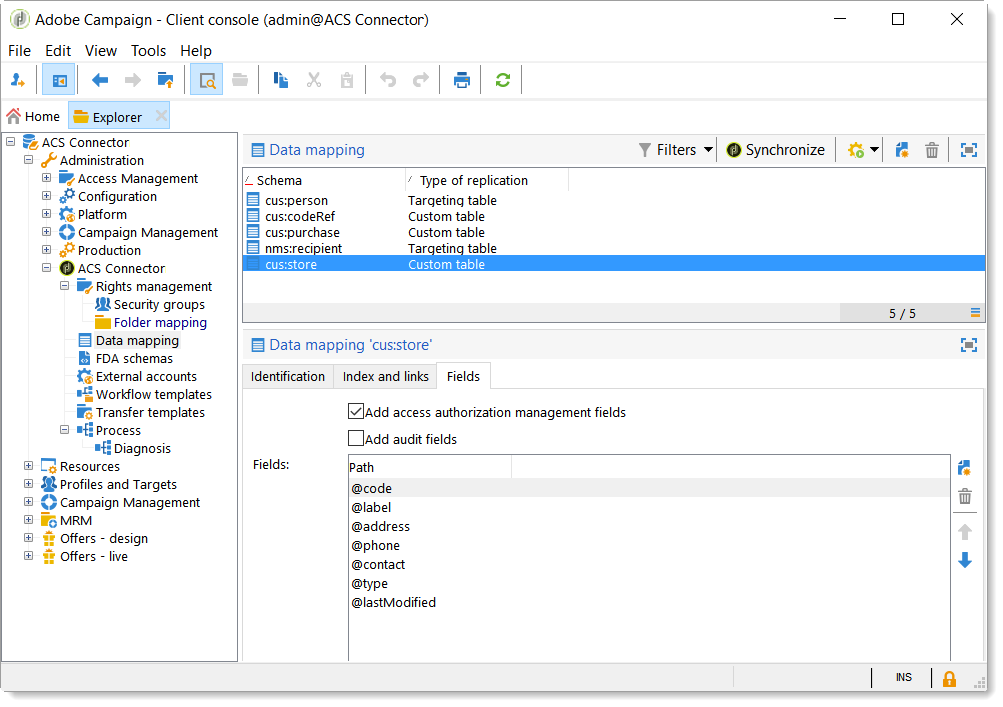 Adobe Campaign - Client console (admin@ACS Connector)
File Edit View Tools Help
Home Explorer
ACS Connector
Administration
Access Management
Configuration
Platform
Campaign Management
Production
ACS Connector
Rights management
Security groups
Folder mapping
Data mapping
FDA schemas
External accounts
Workflow templates
Transfer templates
Process
Diagnosis
Resources
Profiles and Targets
Campaign Management
MRM
Offers - design
Offers - live
Data mapping Filters Synchronize
Schema Type of replication
cus:person Targeting table
cus:codeRef Custom table
cus:purchase Custom table
nms:recipient Targeting table
cus:store Custom table
5 / 5
Data mapping 'cus:store'
Identification Index and links Fields
Add access authorization management fields
Add audit fields
Fields:
Path
@code
@label
@address
@phone
@contact
@type
@lastModified
INS